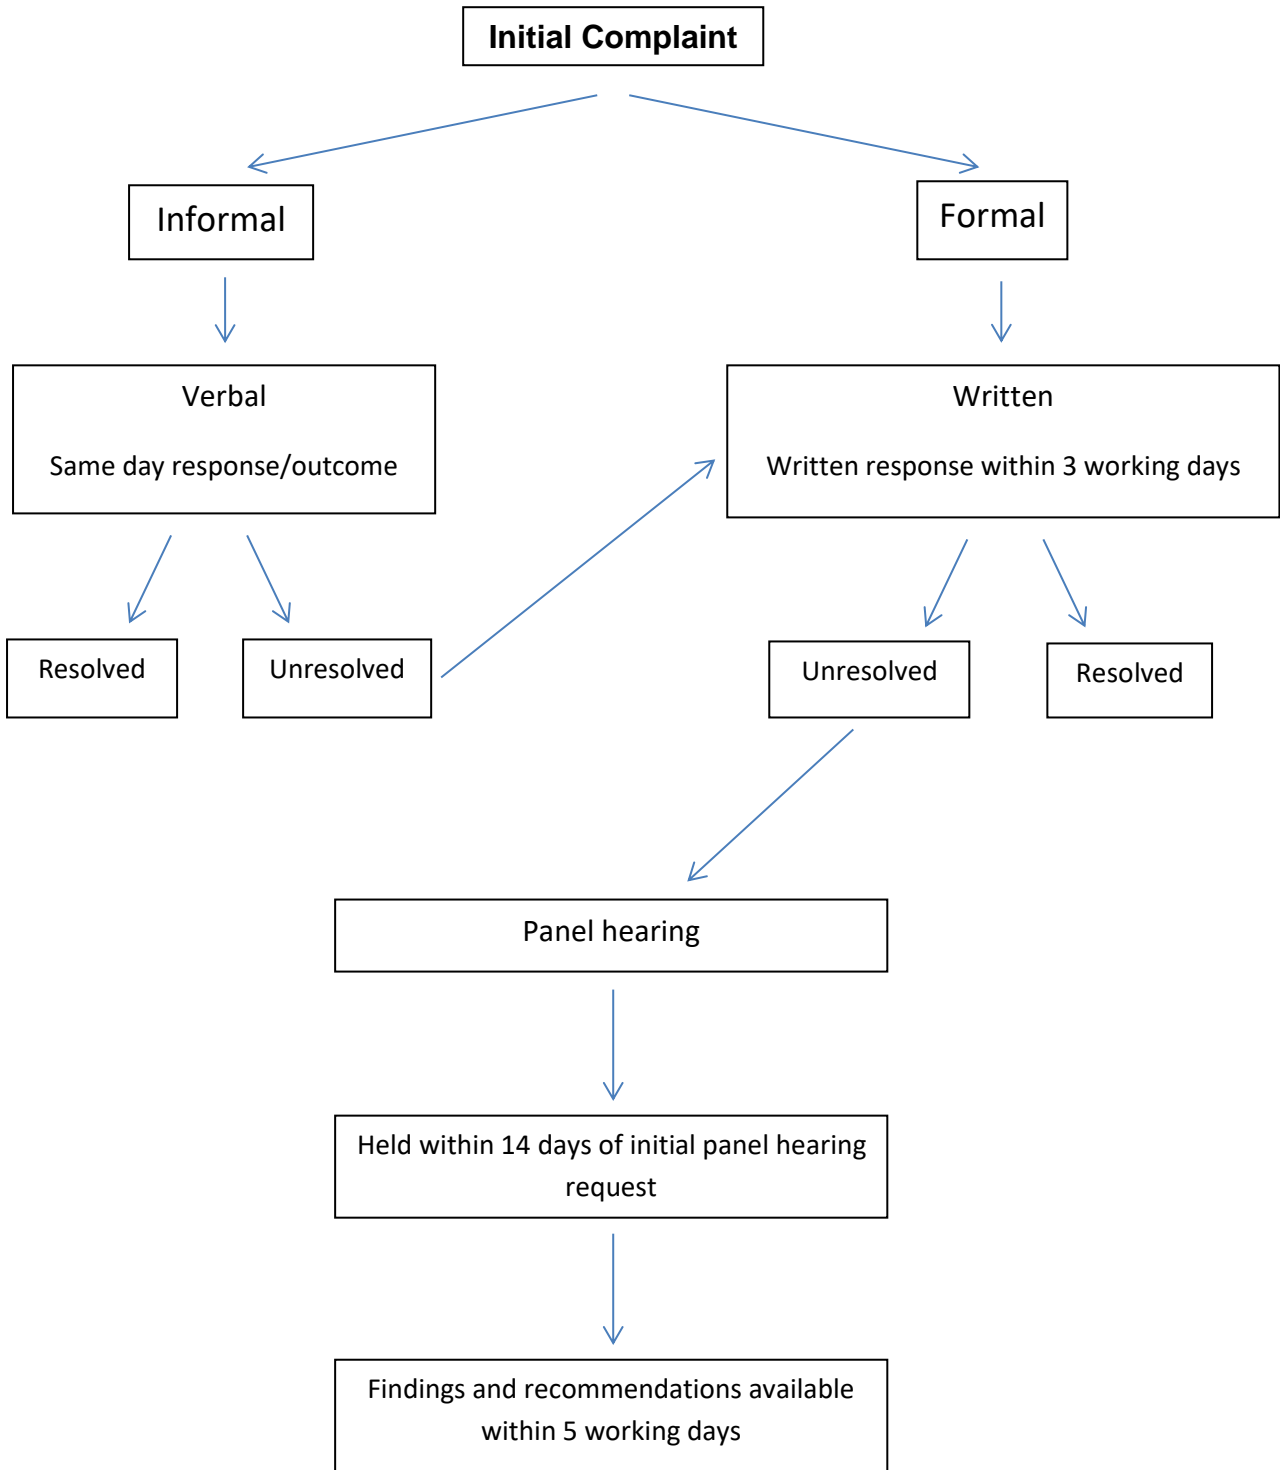 Initial Complaint
Informal
Formal
Verbal
Same day response/outcome
Written
Written response within 3 working days
Resolved
Unresolved
Unresolved
Resolved
Panel hearing
Held within 14 days of initial panel hearing
request
Findings and recommendations available
within 5 working days